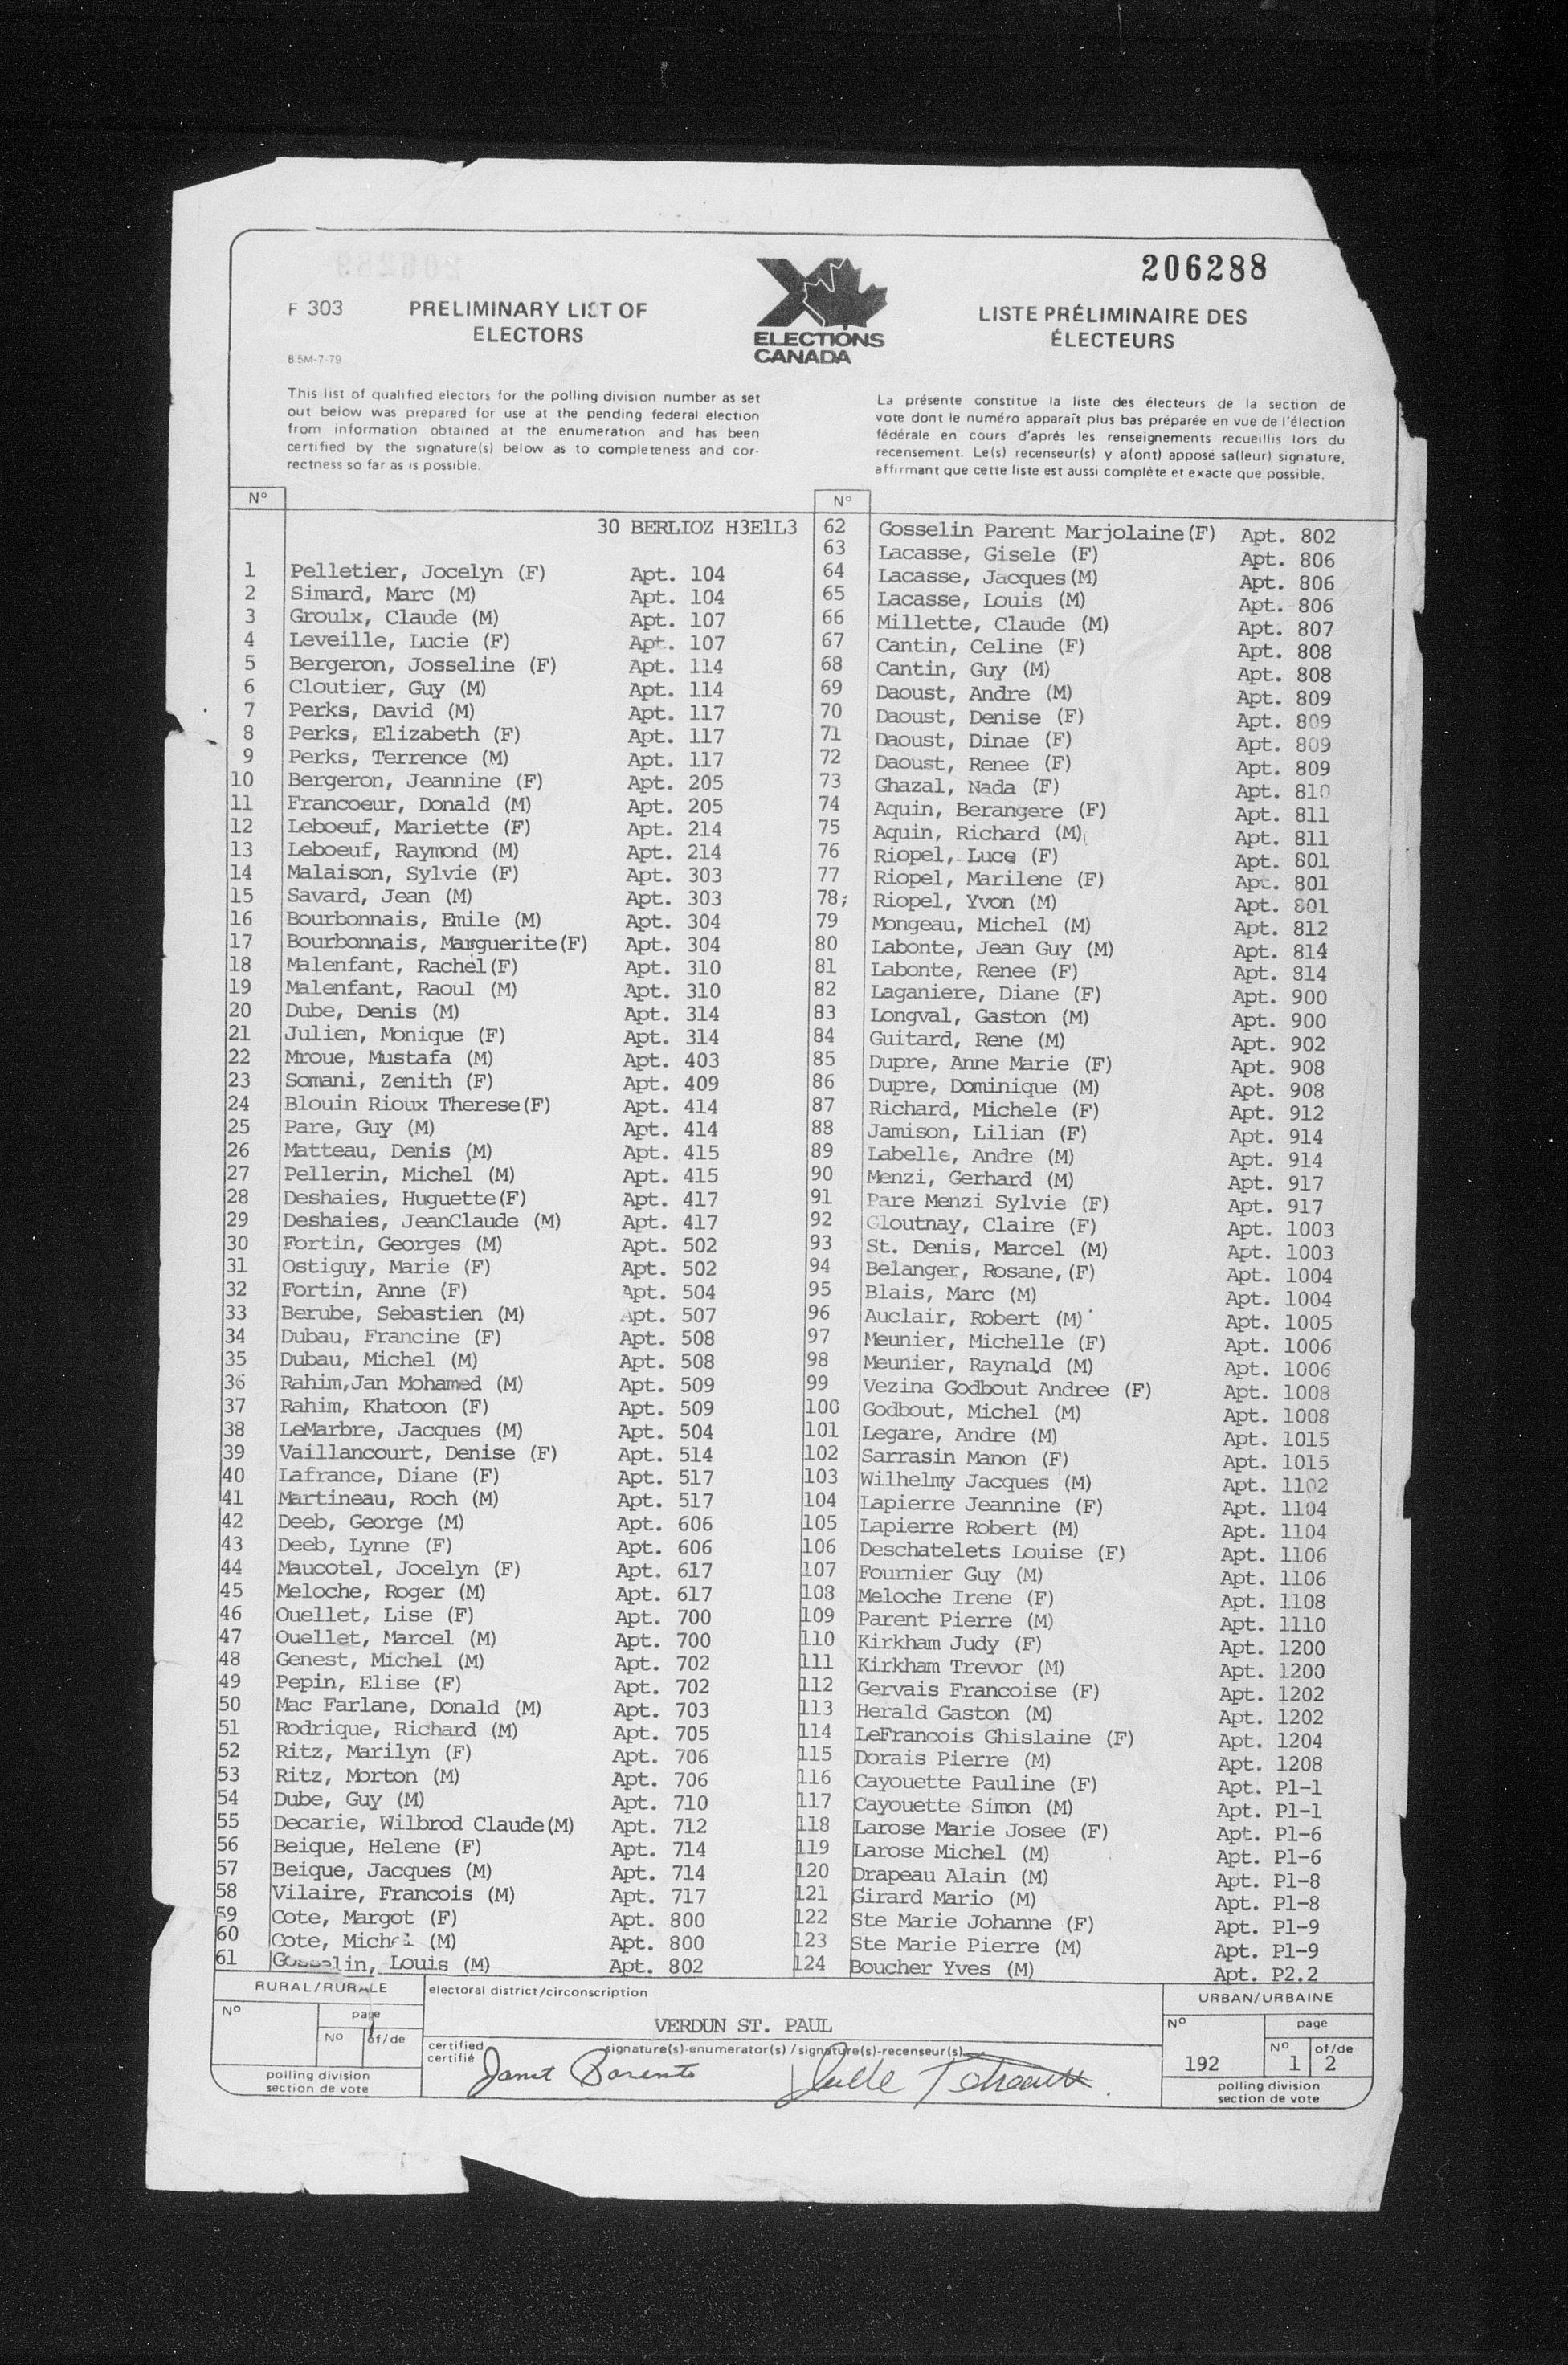 206288
F 303
PRELIMINARY LIST OF
ELECTORS
8.5M-7-79
ELECTIONS
CANADA
LISTE PRÉLIMINAIRE DES
ÉLECTEURS
This list of qualified electors for the polling division number as set
out below was prepared for use at the pending federal election
from information obtained at the enumeration and has been
certified by the signature(s) below as to completeness and cor-
rectness so far as is possible.
La présente constitue la liste des électeurs de la section de
vote dont le numéro apparaît plus bas préparée en vue de l'élection
fédérale en cours d'après les renseignements recueillis lors du
recensement. Le(s) recenseur(s) y a(ont) apposé sa(leur) signature,
affirmant que cette liste est aussi complète et exacte que possible.
Nº
30 BERLIOZ H3E1L3
1 Pelletier, Jocelyn (F) Apt. 104
2 Simard, Marc (M) Apt. 104
3 Groulx, Claude (M) Apt. 107
4 Leveille, Lucie (F) Apt. 107
5 Bergeron, Josseline (F) Apt. 114
6 Cloutier, Guy (M) Apt. 114
7 Perks, David (M) Apt. 117
8 Perks, Elizabeth (F) Apt. 117
9 Perks, Terrence (M) Apt. 117
10 Bergeron, Jeannine (F) Apt. 205
11 Francoeur, Donald (M) Apt. 205
12 Leboeuf, Mariette (F) Apt. 214
13 Leboeuf, Raymond (M) Apt. 214
14 Malaison, Sylvie (F) Apt. 303
15 Savard, Jean (M) Apt. 303
16 Bourbonnais, Emile (M) Apt. 304
17 Bourbonnais, Marguerite(F) Apt. 304
18 Malenfant, Rachel(F) Apt. 310
19 Malenfant, Raoul (M) Apt. 310
20 Dube, Denis (M) Apt. 314
21 Julien, Monique (F) Apt. 314
22 Mroue, Mustafa (M) Apt. 403
23 Somani, Zenith (F) Apt. 409
24 Blouin Rioux Therese(F) Apt. 414
25 Pare, Guy (M) Apt. 414
26 Matteau, Denis (M) Apt. 415
27 Pellerin, Michel (M) Apt. 415
28 Deshaies, Huguette(F) Apt. 417
29 Deshaies, JeanClaude (M) Apt. 417
30 Fortin, Georges (M) Apt. 502
31 Ostiguy, Marie (F) Apt. 502
32 Fortin, Anne (F) Apt. 504
33 Berube, Sebastien (M) Apt. 507
34 Dubau, Francine (F) Apt. 508
35 Dubau, Michel (M) Apt. 508
36 Rahim,Jan Mohamed (M) Apt. 509
37 Rahim, Khatoon (F) Apt. 509
38 LeMarbre, Jacques (M) Apt. 504
39 Vaillancourt, Denise (F) Apt. 514
40 Lafrance, Diane (F) Apt. 517
41 Martineau, Roch (M) Apt. 517
42 Deeb, George (M) Apt. 606
43 Deeb, Lynne (F) Apt. 606
44 Maucotel, Jocelyn (F) Apt. 617
45 Meloche, Roger (M) Apt. 617
46 Ouellet, Lise (F) Apt. 700
47 Ouellet, Marcel (M) Apt. 700
48 Genest, Michel (M) Apt. 702
49 Pepin, Elise (F) Apt. 702
50 Mac Farlane, Donald (M) Apt. 703
51 Rodrique, Richard (M) Apt. 705
52 Ritz, Marilyn (F) Apt. 706
53 Ritz, Morton (M) Apt. 706
54 Dube, Guy (M) Apt. 710
55 Decarie, Wilbrod Claude(M) Apt. 712
56 Beique, Helene (F) Apt. 714
57 Beique, Jacques (M) Apt. 714
58 Vilaire, Francois (M) Apt. 717
59 Cote, Margot (F) Apt. 800
60 Cote, Michel (M) Apt. 800
61 Gosselin, Louis (M) Apt. 802
Nº
62 Gosselin Parent Marjolaine(F) Apt. 802
63 Lacasse, Gisele (F) Apt. 806
64 Lacasse, Jacques(M) Apt. 806
65 Lacasse, Louis (M) Apt. 806
66 Millette, Claude (M) Apt. 807
67 Cantin, Celine (F) Apt. 808
68 Cantin, Guy (M) Apt. 808
69 Daoust, Andre (M) Apt. 809
70 Daoust, Denise (F) Apt. 809
71 Daoust, Dinae (F) Apt. 809
72 Daoust, Renee (F) Apt. 809
73 Ghazal, Nada (F) Apt. 810
74 Aquin, Berangere (F) Apt. 811
75 Aquin, Richard (M) Apt. 811
76 Riopel, Luce (F) Apt. 801
77 Riopel, Marilene (F) Apt. 801
78; Riopel, Yvon (M) Apt. 801
79 Mongeau, Michel (M) Apt. 812
80 Labonte, Jean Guy (M) Apt. 814
81 Labonte, Renee (F) Apt. 814
82 Laganiere, Diane (F) Apt. 900
83 Longval, Gaston (M) Apt. 900
84 Guitard, Rene (M) Apt. 902
85 Dupre, Anne Marie (F) Apt. 908
86 Dupre, Dominique (M) Apt. 908
87 Richard, Michele (F) Apt. 912
88 Jamison, Lilian (F) Apt. 914
89 Labelle, Andre (M) Apt. 914
90 Menzi, Gerhard (M) Apt. 917
91 Pare Menzi Sylvie (F) Apt. 917
92 Gloutnay, Claire (F) Apt. 1003
93 St. Denis, Marcel (M) Apt. 1003
94 Belanger, Rosane,(F) Apt. 1004
95 Blais, Marc (M) Apt. 1004
96 Auclair, Robert (M) Apt. 1005
97 Meunier, Michelle (F) Apt. 1006
98 Meunier, Raynald (M) Apt. 1006
99 Vezina Godbout Andree (F) Apt. 1008
100 Godbout, Michel (M) Apt. 1008
101 Legare, Andre (M) Apt. 1015
102 Sarrasin Manon (F) Apt. 1015
103 Wilhelmy Jacques (M) Apt. 1102
104 Lapierre Jeannine (F) Apt. 1104
105 Lapierre Robert (M) Apt. 1104
106 Deschatelets Louise (F) Apt. 1106
107 Fournier Guy (M) Apt. 1106
108 Meloche Irene (F) Apt. 1108
109 Parent Pierre (M) Apt. 1110
110 Kirkham Judy (F) Apt. 1200
111 Kirkham Trevor (M) Apt. 1200
112 Gervais Francoise (F) Apt. 1202
113 Herald Gaston (M) Apt. 1202
114 LeFrancois Ghislaine (F) Apt. 1204
115 Dorais Pierre (M) Apt. 1208
116 Cayouette Pauline (F) Apt. P1-1
117 Cayouette Simon (M) Apt. P1-1
118 Larose Marie Josee (F) Apt. P1-6
119 Larose Michel (M) Apt. P1-6
120 Drapeau Alain (M) Apt. P1-8
121 Girard Mario (M) Apt. P1-8
122 Ste Marie Johanne (F) Apt. P1-9
123 Ste Marie Pierre (M) Apt. P1-9
124 Boucher Yves (M) Apt. P2.2
RURAL/RURALE
Nº
page
Nº of/de
polling division
section de vote
electoral district/circonscription
VERDUN ST. PAUL
certified
certifié
signature(s)-enumerator(s) / signature(s)-recenseur(s)
Janet
URBAN/URBAINE
Nº
page
Nº of/de
192 1 2
polling division
section de vote